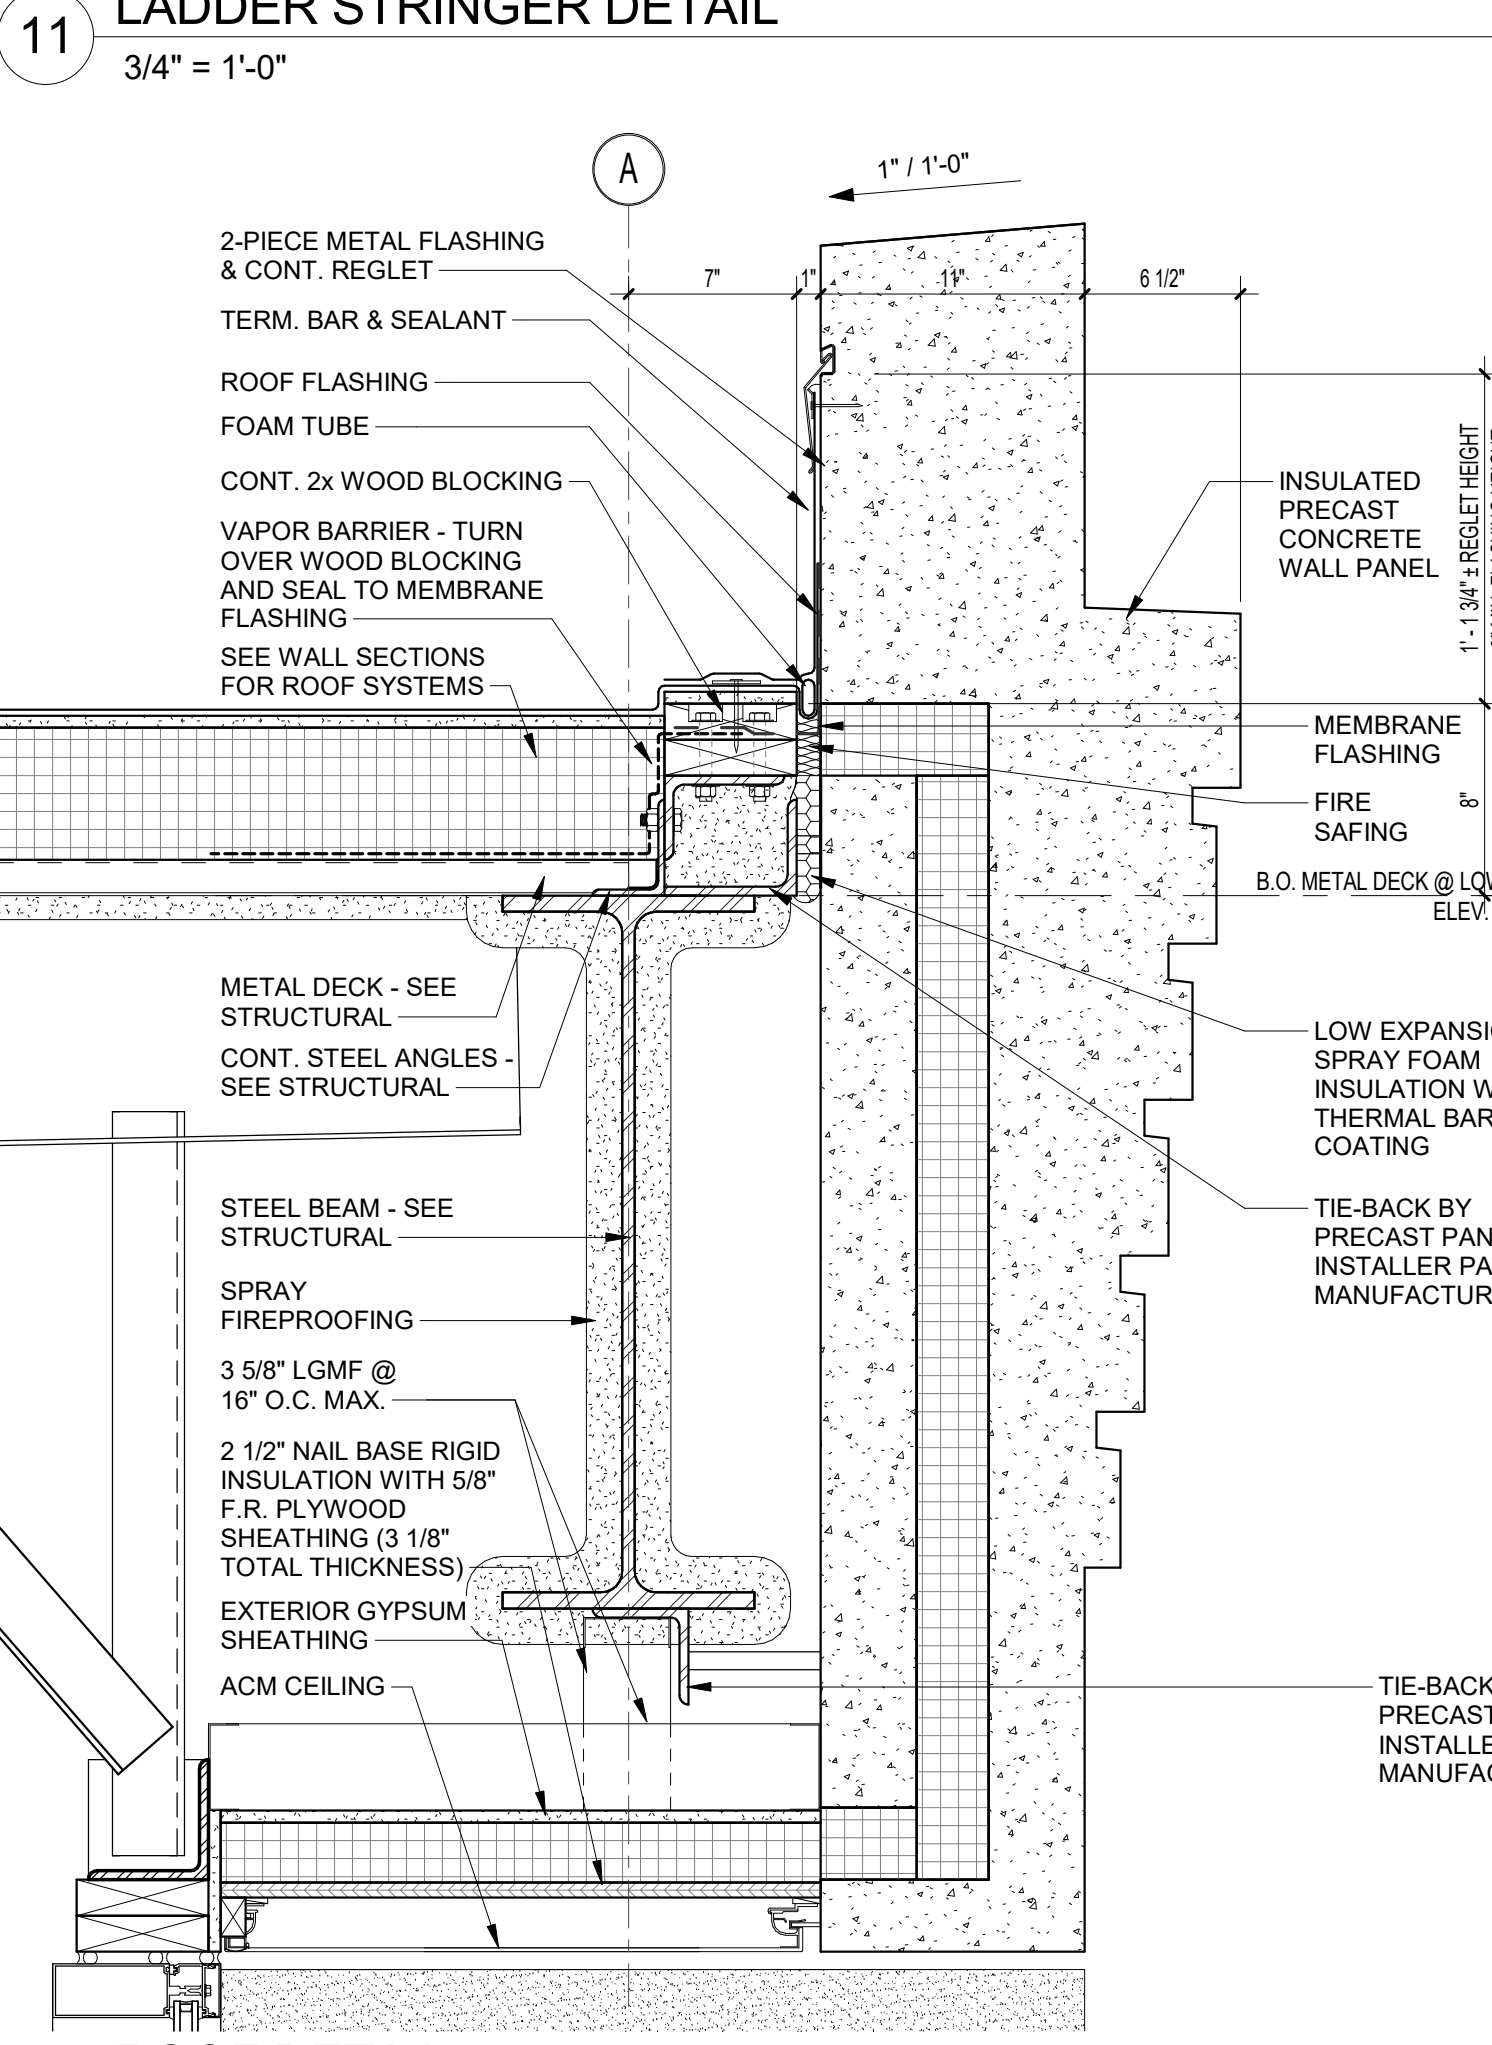 LADDER STRINGER DETAIL
11
3/4" = 1'-0"
A
1" / 1'-0"
2-PIECE METAL FLASHING
& CONT. REGLET
7"
1"
11"
6 1/2"
TERM. BAR & SEALANT
ROOF FLASHING
FOAM TUBE
CONT. 2x WOOD BLOCKING
VAPOR BARRIER - TURN
OVER WOOD BLOCKING
AND SEAL TO MEMBRANE
FLASHING
SEE WALL SECTIONS
FOR ROOF SYSTEMS
INSULATED
PRECAST
CONCRETE
WALL PANEL
1' - 1 3/4" ± REGLET HEIGHT
MEMBRANE
FLASHING
FIRE
SAFING
8"
B.O. METAL DECK @ LOW
ELEV.
METAL DECK - SEE
STRUCTURAL
CONT. STEEL ANGLES -
SEE STRUCTURAL
LOW EXPANSI
SPRAY FOAM
INSULATION W
THERMAL BAR
COATING
STEEL BEAM - SEE
STRUCTURAL
TIE-BACK BY
PRECAST PAN
INSTALLER PA
MANUFACTUR
SPRAY
FIREPROOFING
3 5/8" LGMF @
16" O.C. MAX.
2 1/2" NAIL BASE RIGID
INSULATION WITH 5/8"
F.R. PLYWOOD
SHEATHING (3 1/8"
TOTAL THICKNESS)
EXTERIOR GYPSUM
SHEATHING
ACM CEILING
TIE-BACK
PRECAST
INSTALLE
MANUFAC